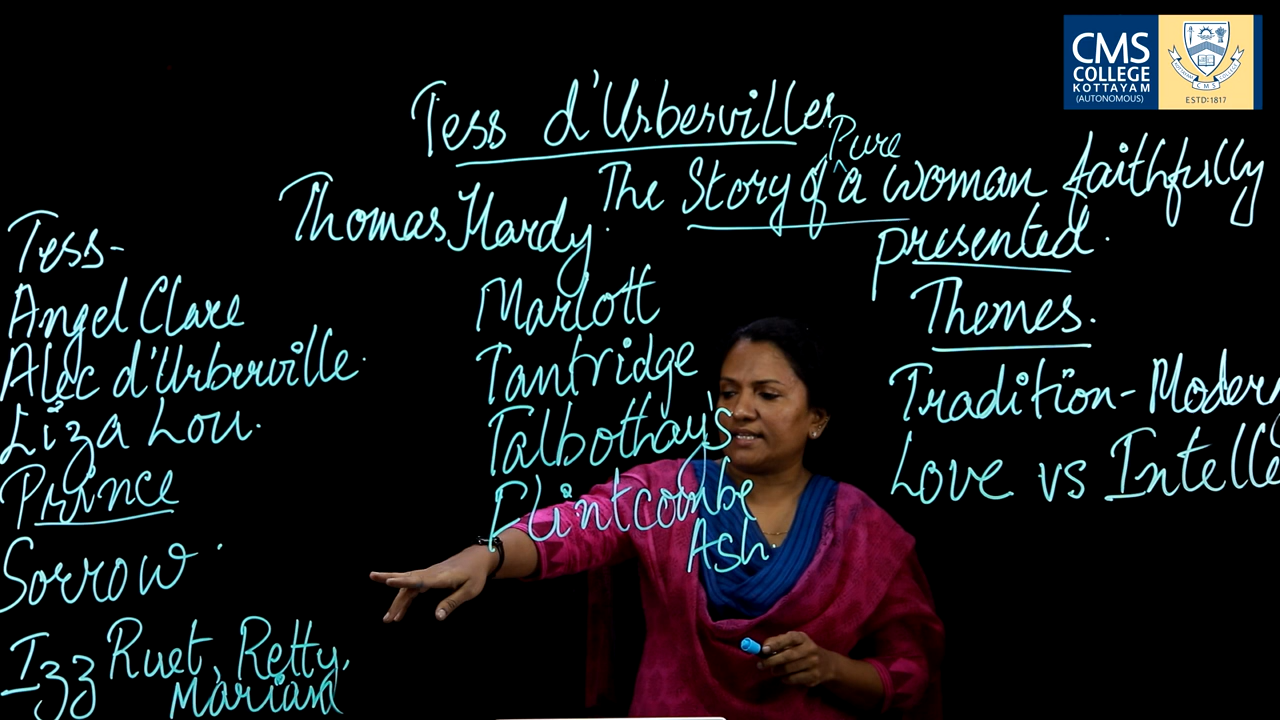 CMS
COLLEGE
KOTTAYAM
(AUTONOMOUS)
ESTD:1817
Tess d'Urbervilles
Thomas Hardy.
The Story of a Pure woman faithfully
presented.
Tess-
Angel Clare
Alec d'Urberville.
Liza Lou.
Prince
Sorrow.
Izz Ruet, Retty,
Marian
Marlott
Tantridge
Talbothay's
Flintcombe
Ash.
Themes.
Tradition-Modern
Love vs Intelle